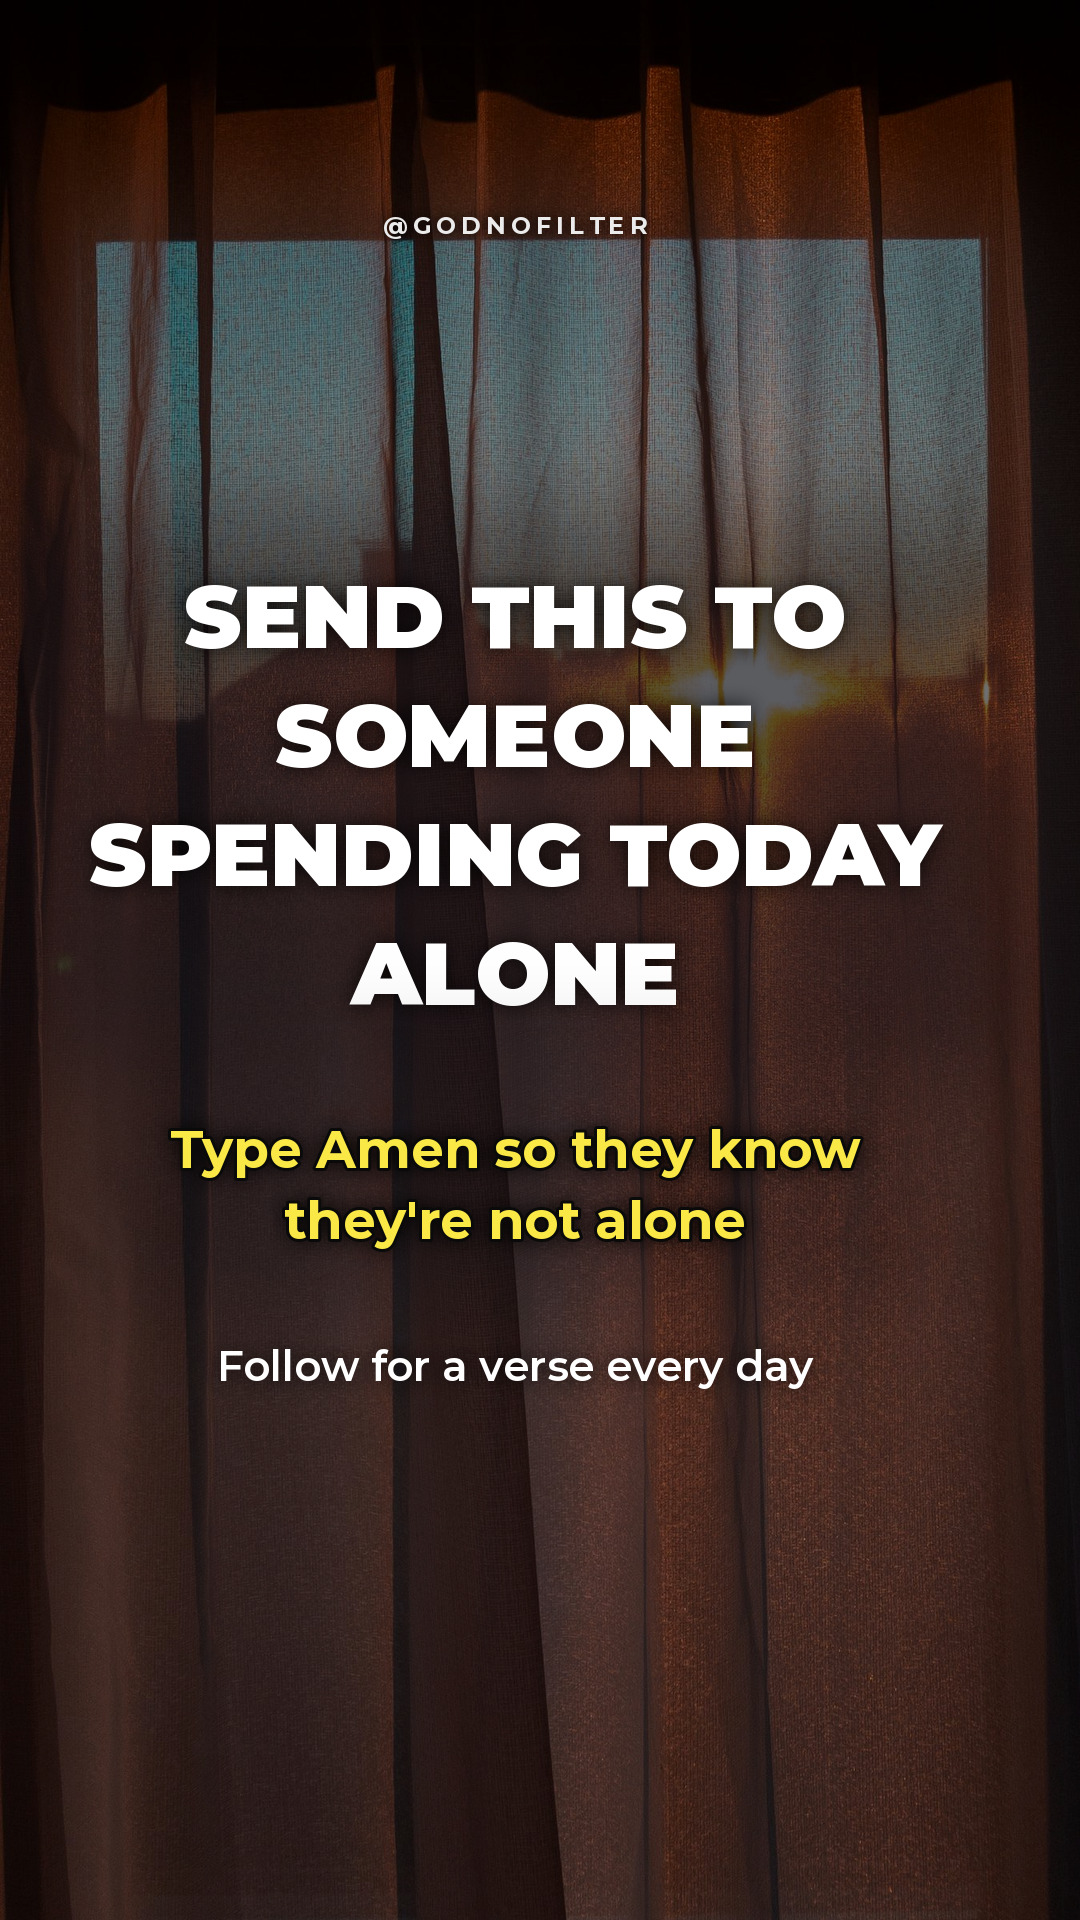 @GODNOFILTER
SEND THIS TO
SOMEONE
SPENDING TODAY
ALONE
Type Amen so they know
they're not alone
Follow for a verse every day